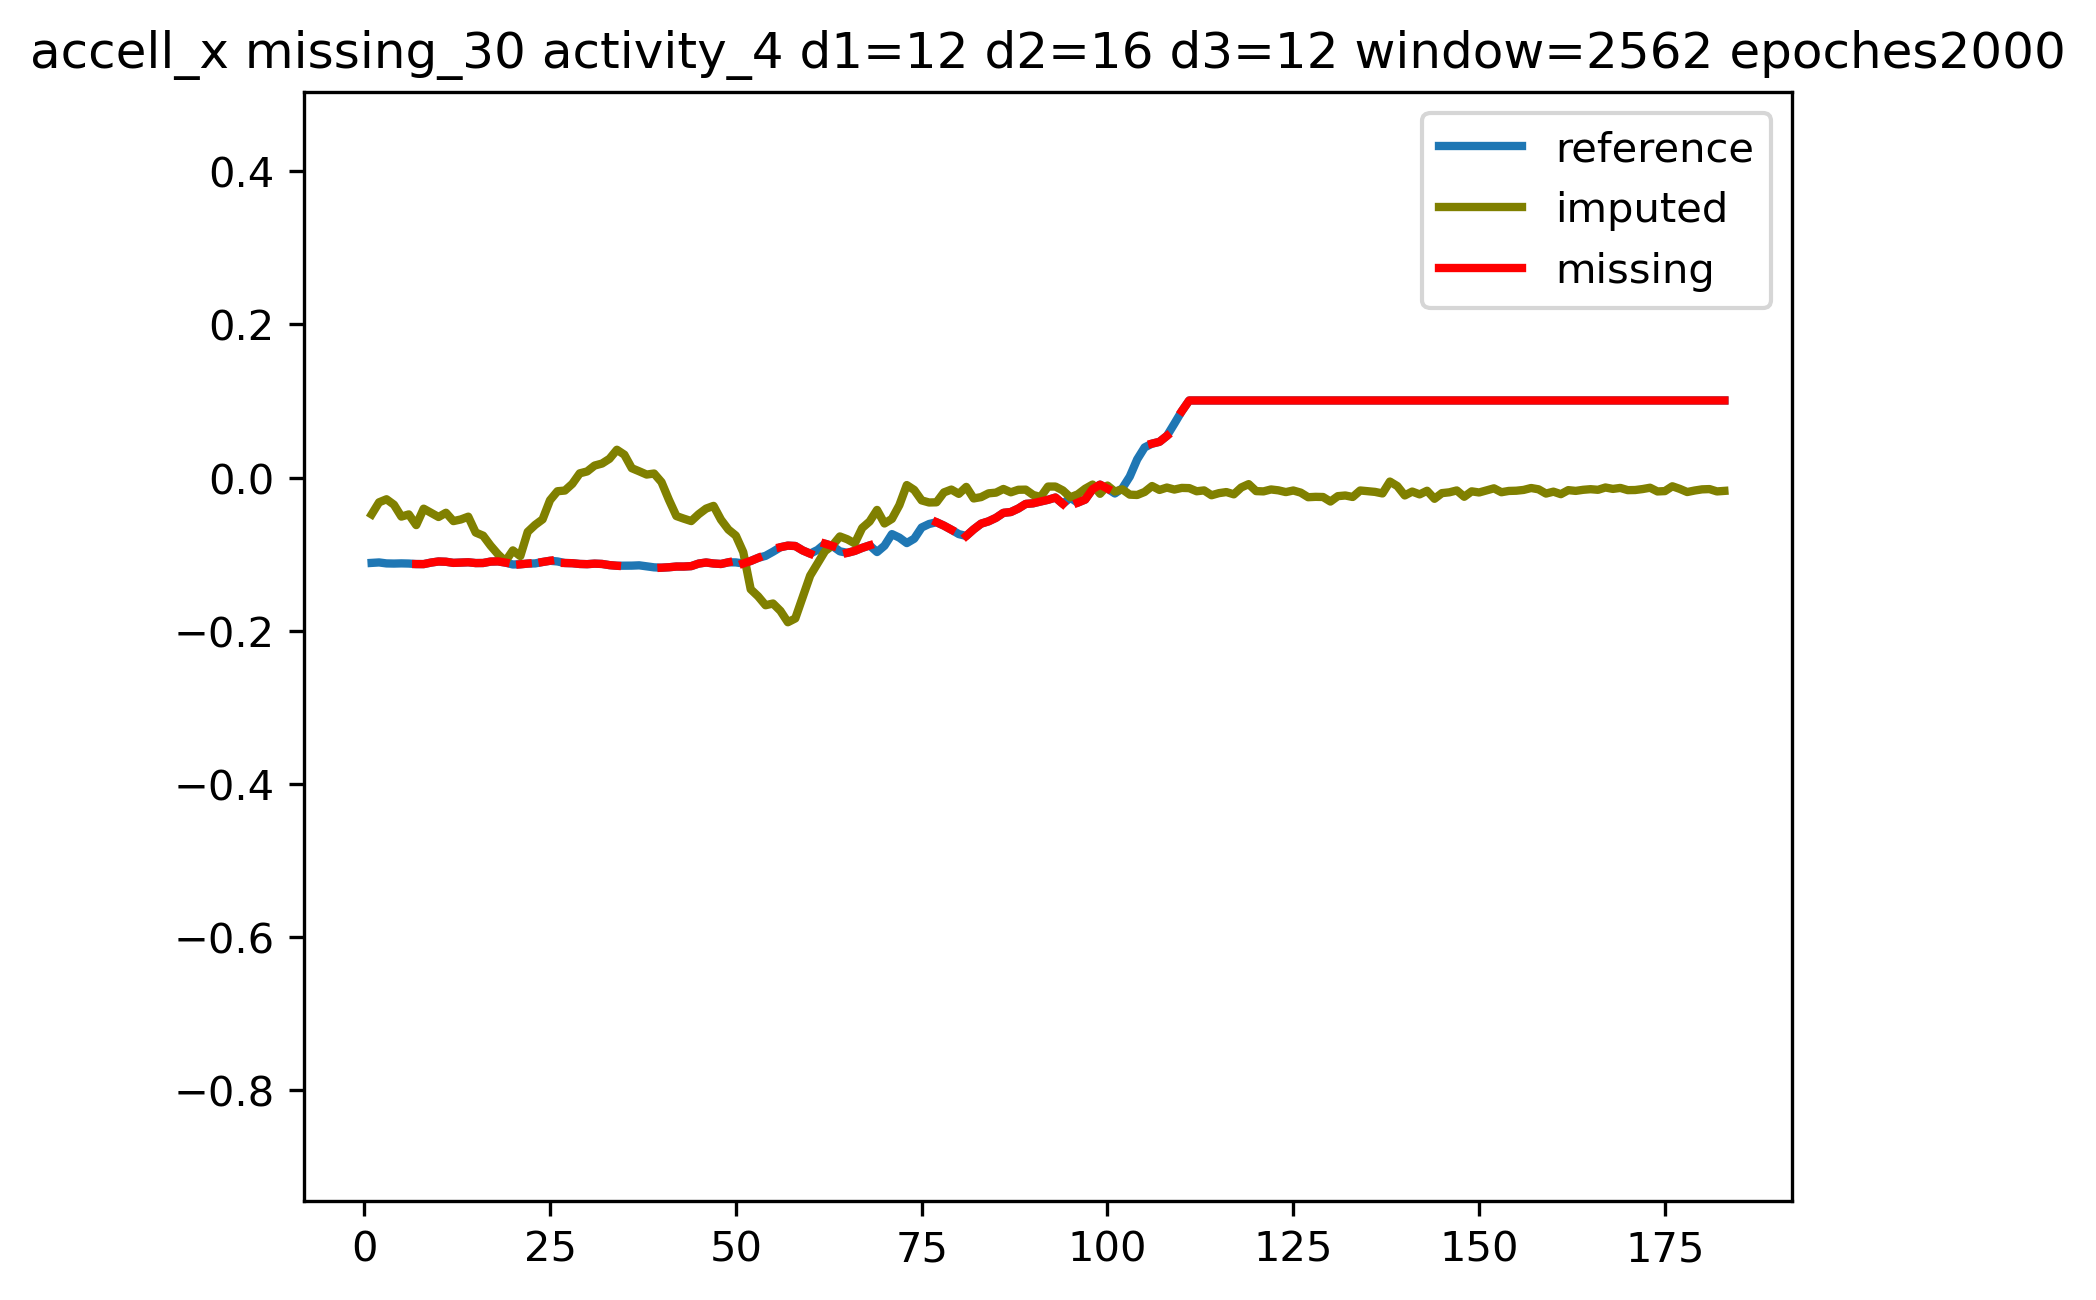 accell_x missing_30 activity_4 d1=12 d2=16 d3=12 window=2562 epoches2000
reference
imputed
missing
0.4
0.2
0.0
−0.2
−0.4
−0.6
−0.8
0 25 50 75 100 125 150 175